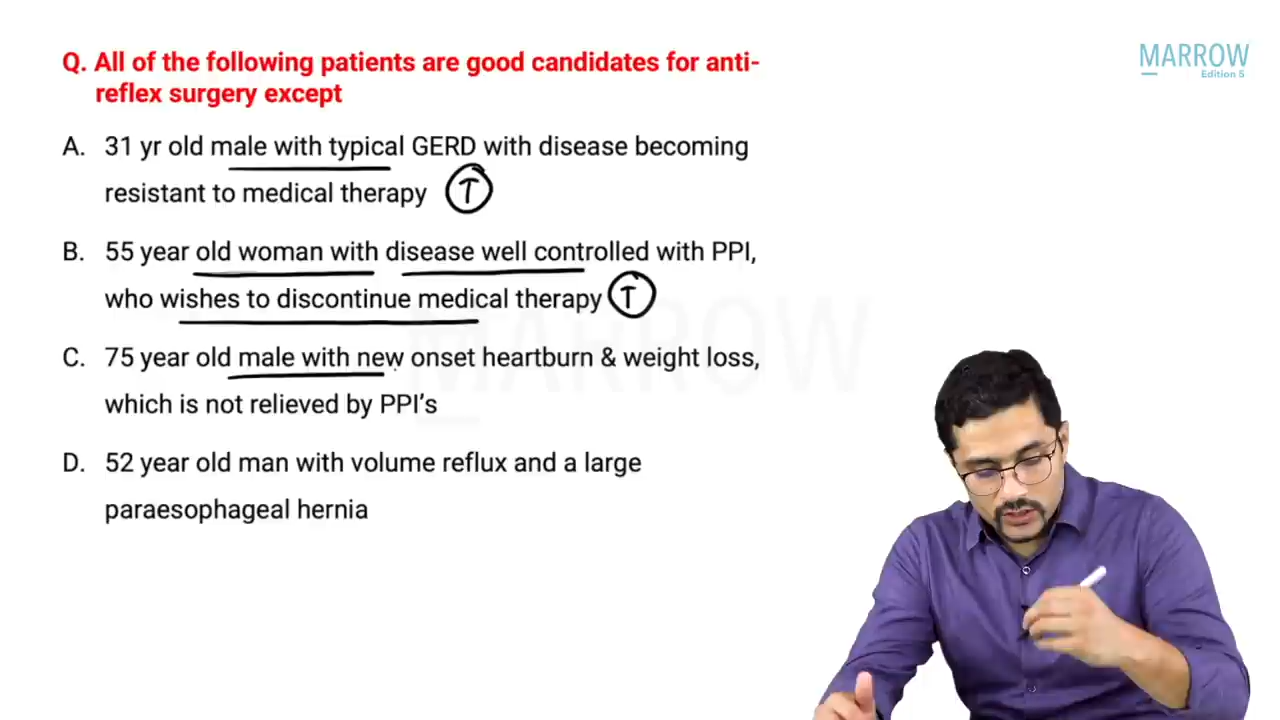 Q. All of the following patients are good candidates for anti-
reflex surgery except
MARROW
Edition 5
A. 31 yr old male with typical GERD with disease becoming
resistant to medical therapy T
B. 55 year old woman with disease well controlled with PPI,
who wishes to discontinue medical therapy T
MARROW
C. 75 year old male with new onset heartburn & weight loss,
which is not relieved by PPI's
D. 52 year old man with volume reflux and a large
paraesophageal hernia